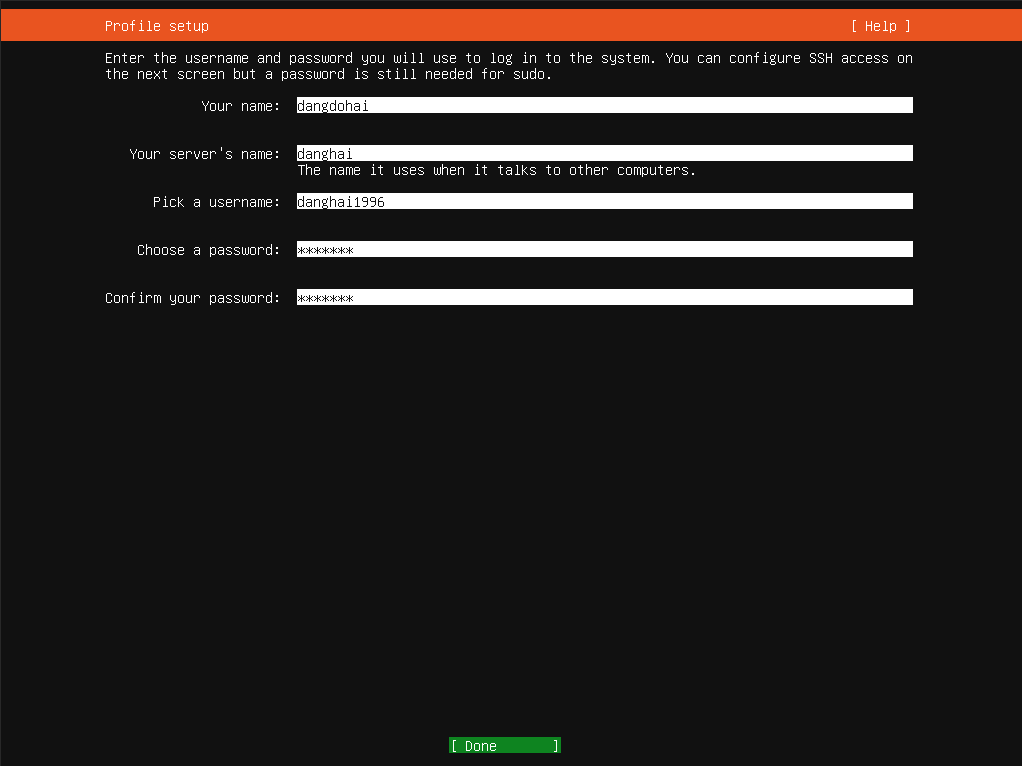 Profile setup [ Help ]
Enter the username and password you will use to log in to the system. You can configure SSH access on
the next screen but a password is still needed for sudo.
Your name: dangdohai
Your server's name: danghai
The name it uses when it talks to other computers.
Pick a username: danghai1996
Choose a password: *******
Confirm your password: *******
[ Done ]